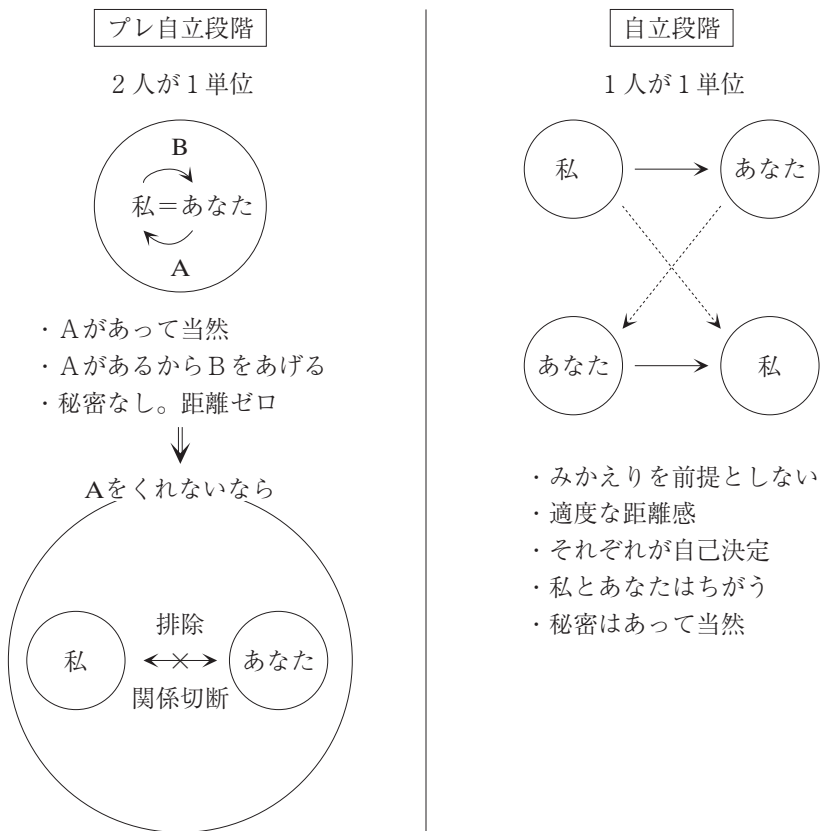 プレ自立段階
2人が1単位
B
私＝あなた
A
・Aがあって当然
・AがあるからBをあげる
・秘密なし。距離ゼロ
Aをくれないなら
排除
私
あなた
関係切断
自立段階
1人が1単位
私
あなた
あなた
私
・みかえりを前提としない
・適度な距離感
・それぞれが自己決定
・私とあなたはちがう
・秘密はあって当然